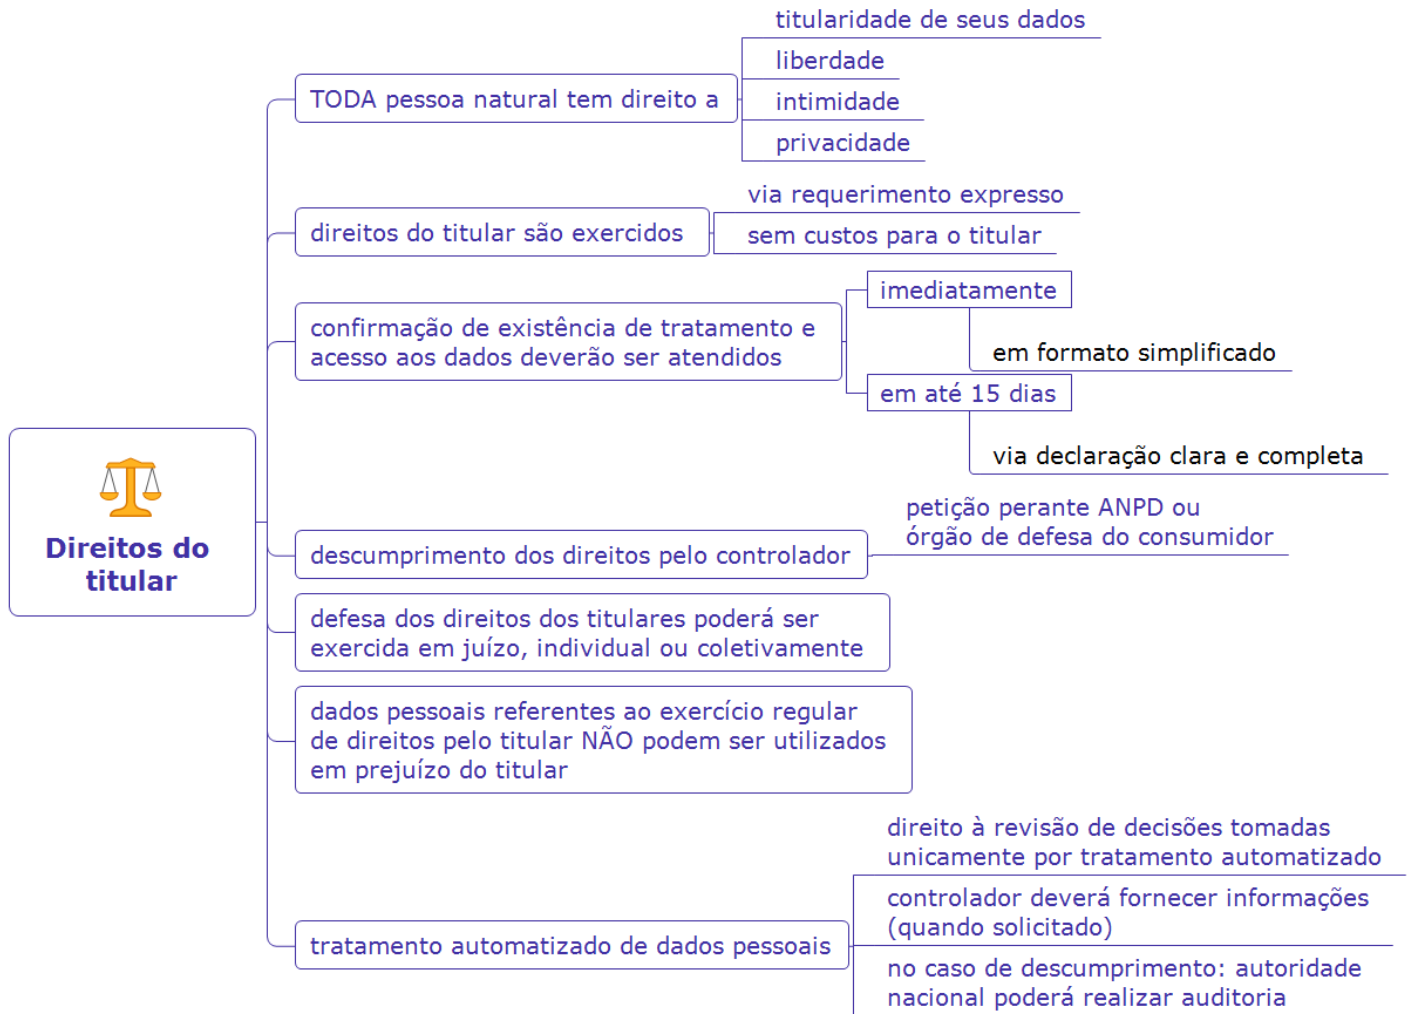 Direitos do
titular
TODA pessoa natural tem direito a
titularidade de seus dados
liberdade
intimidade
privacidade
direitos do titular são exercidos
via requerimento expresso
sem custos para o titular
confirmação de existência de tratamento e
acesso aos dados deverão ser atendidos
imediatamente
em formato simplificado
em até 15 dias
via declaração clara e completa
descumprimento dos direitos pelo controlador
petição perante ANPD ou
órgão de defesa do consumidor
defesa dos direitos dos titulares poderá ser
exercida em juízo, individual ou coletivamente
dados pessoais referentes ao exercício regular
de direitos pelo titular NÃO podem ser utilizados
em prejuízo do titular
tratamento automatizado de dados pessoais
direito à revisão de decisões tomadas
unicamente por tratamento automatizado
controlador deverá fornecer informações
(quando solicitado)
no caso de descumprimento: autoridade
nacional poderá realizar auditoria